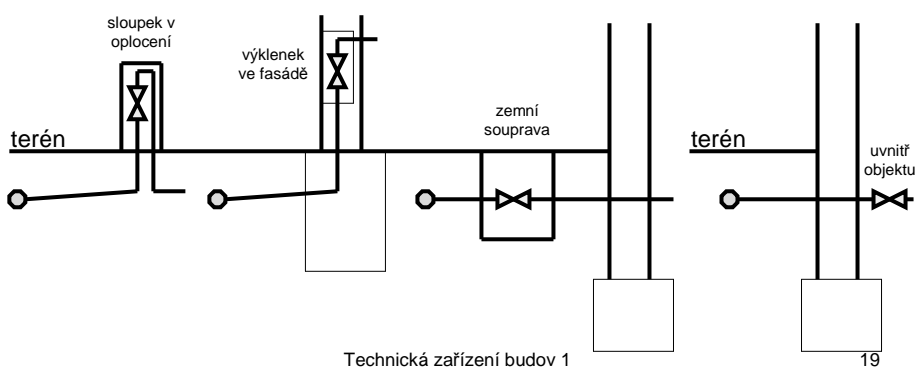 sloupek v
oplocení
výklenek
ve fasádě
zemní
souprava
terén
terén
uvnitř
objektu
Technická zařízení budov 1
19